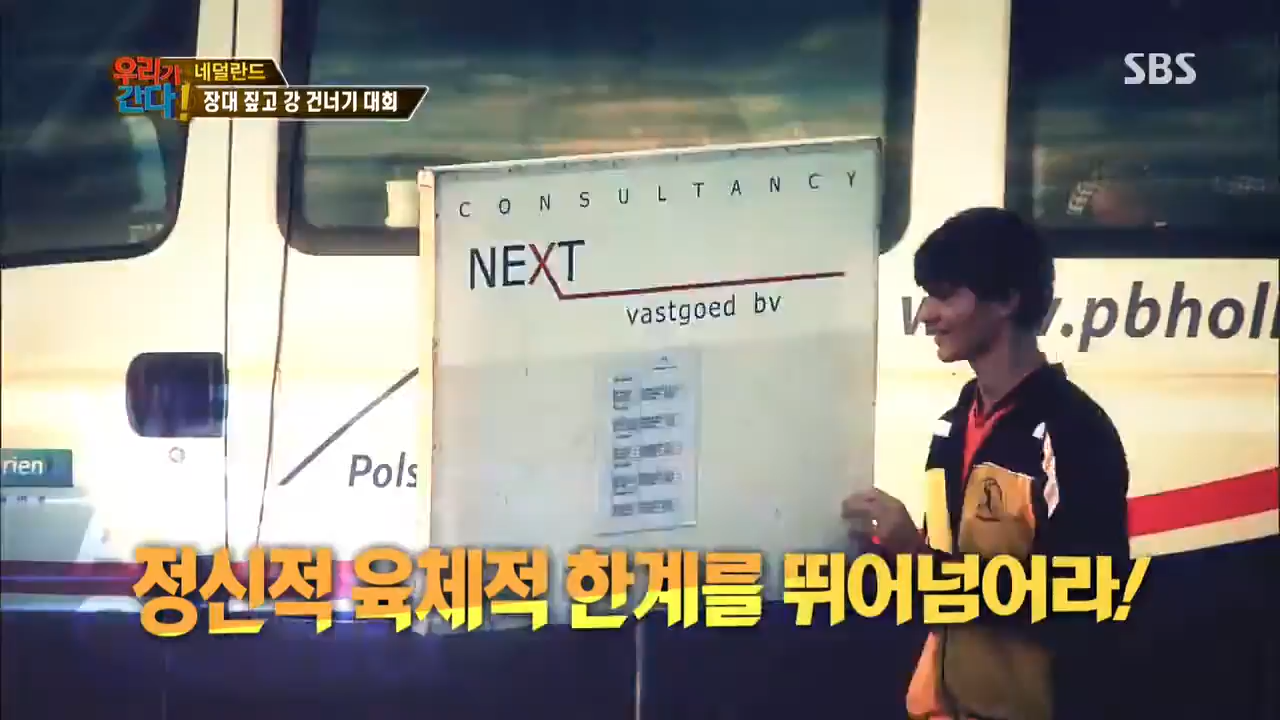 우리가
간다!
네덜란드
장대 짚고 강 건너기 대회
SBS
CONSULTANCY
NEXT
vastgoed bv
www.pbholl
Pols
rien
정신적 육체적 한계를 뛰어넘어라!